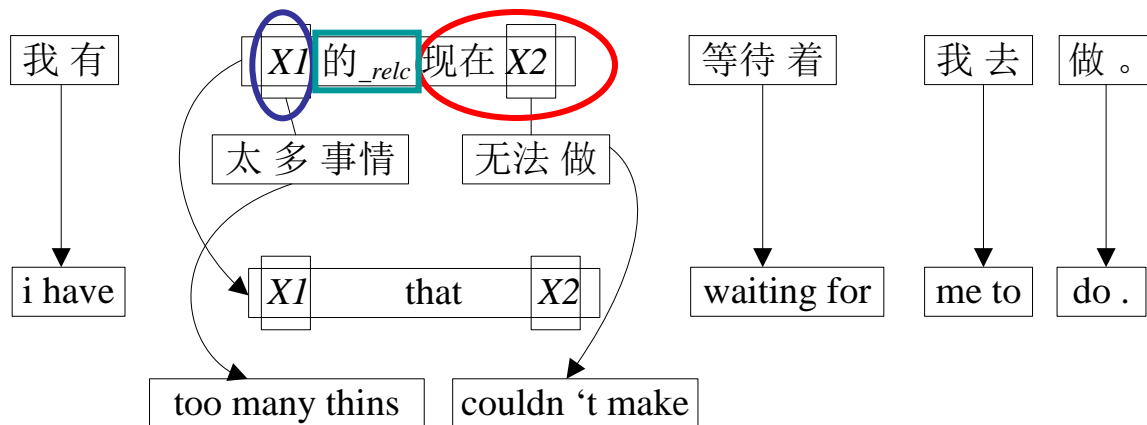 我 有 X1 的_relc 现在 X2 等待 着 我 去 做 。
太 多 事情 无法 做
i have X1 that X2 waiting for me to do .
too many thins couldn ‘t make